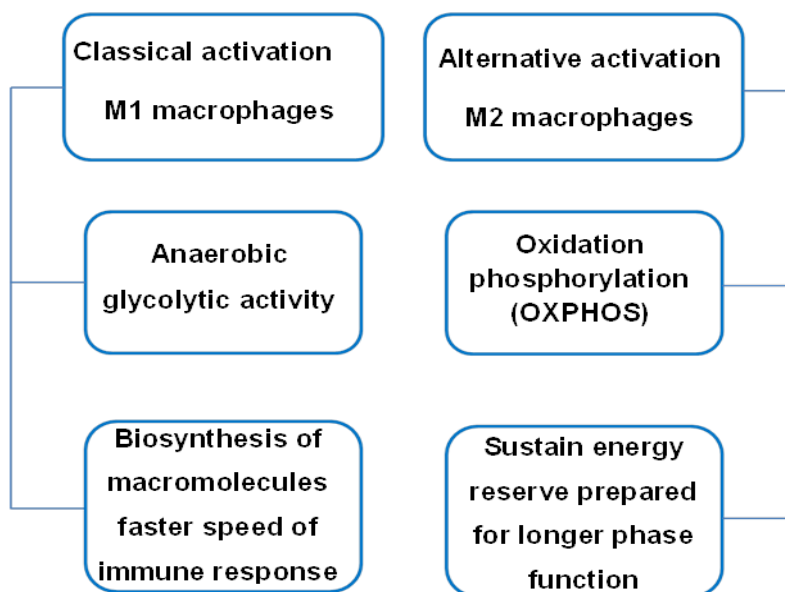 Classical activation
M1 macrophages
Alternative activation
M2 macrophages
Anaerobic
glycolytic activity
Oxidation
phosphorylation
(OXPHOS)
Biosynthesis of
macromolecules
faster speed of
immune response
Sustain energy
reserve prepared
for longer phase
function